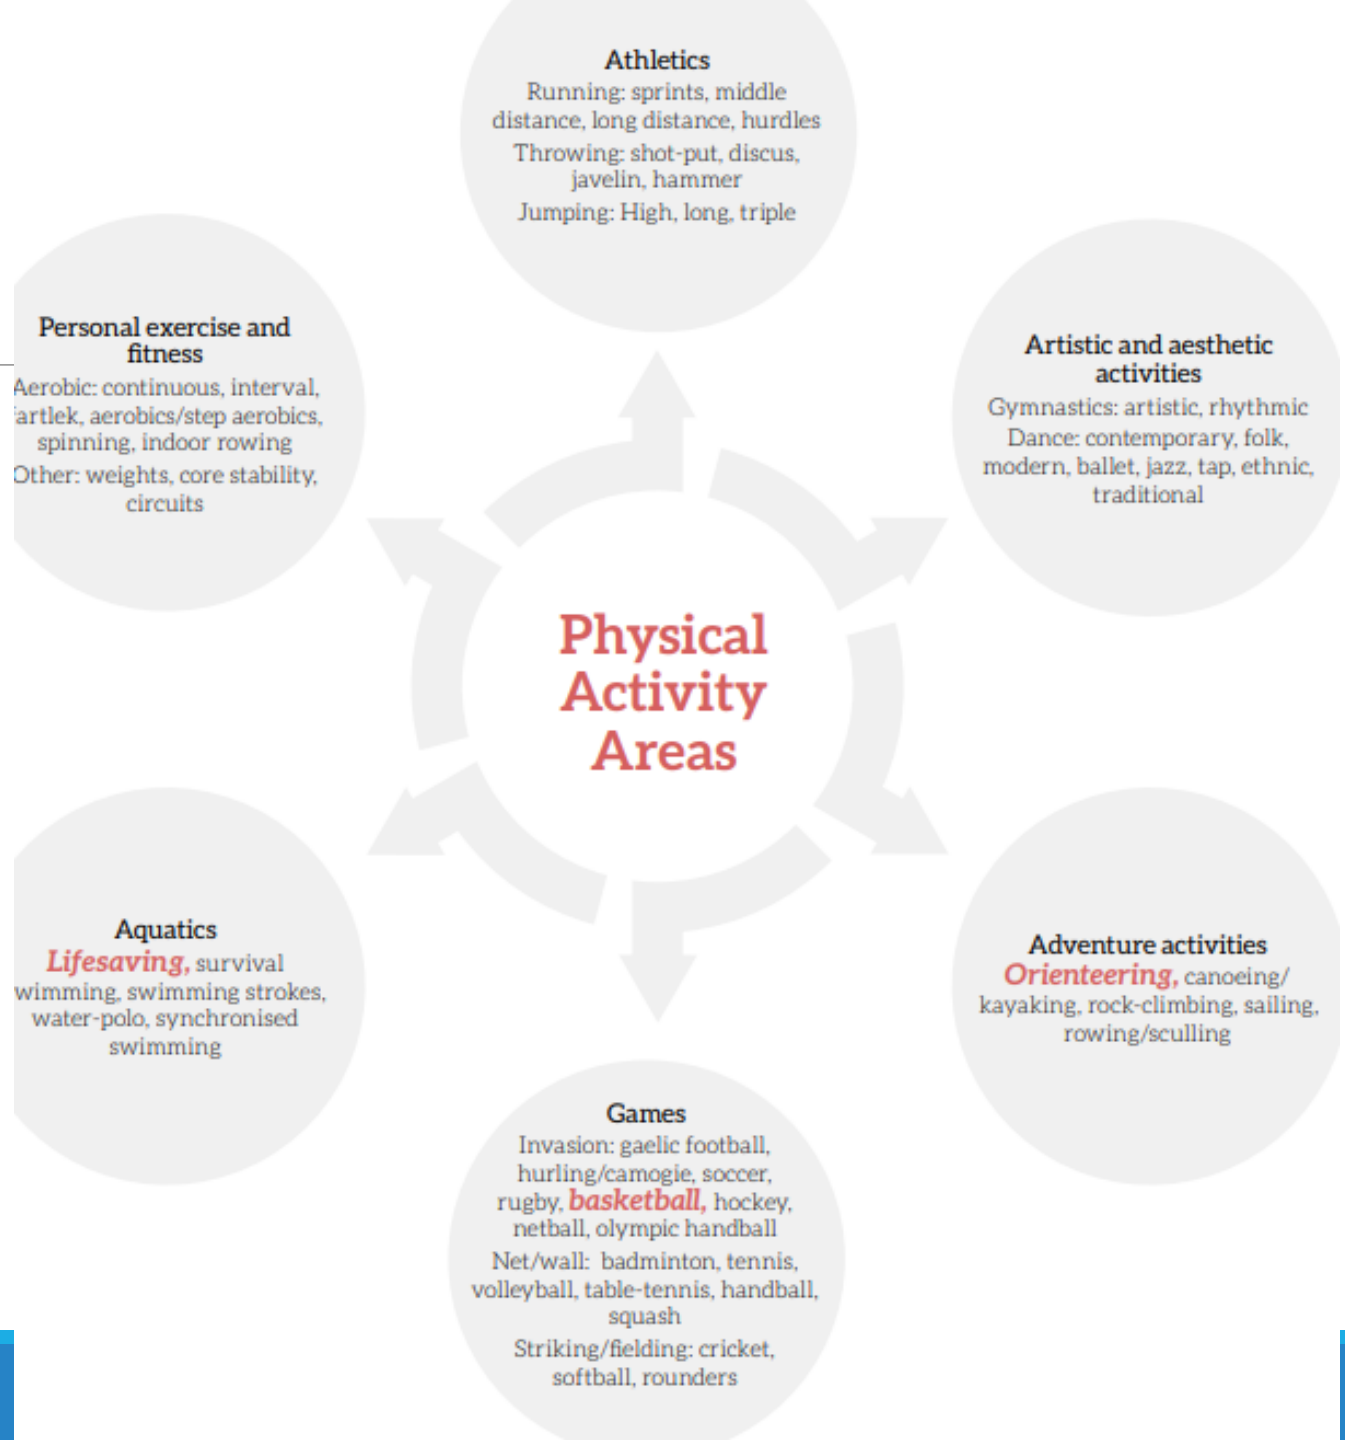 Athletics
Running: sprints, middle
distance, long distance, hurdles
Throwing: shot-put, discus,
javelin, hammer
Jumping: High, long, triple
Personal exercise and
fitness
Aerobic: continuous, interval,
artlek, aerobics/step aerobics,
spinning, indoor rowing
Other: weights, core stability,
circuits
Artistic and aesthetic
activities
Gymnastics: artistic, rhythmic
Dance: contemporary, folk,
modern, ballet, jazz, tap, ethnic,
traditional
Physical
Activity
Areas
Aquatics
Lifesaving, survival
wimming, swimming strokes,
water-polo, synchronised
swimming
Adventure activities
Orienteering, canoeing/
kayaking, rock-climbing, sailing,
rowing/sculling
Games
Invasion: gaelic football,
hurling/camogie, soccer,
rugby, basketball, hockey,
netball, olympic handball
Net/wall: badminton, tennis,
volleyball, table-tennis, handball,
squash
Striking/fielding: cricket,
softball, rounders